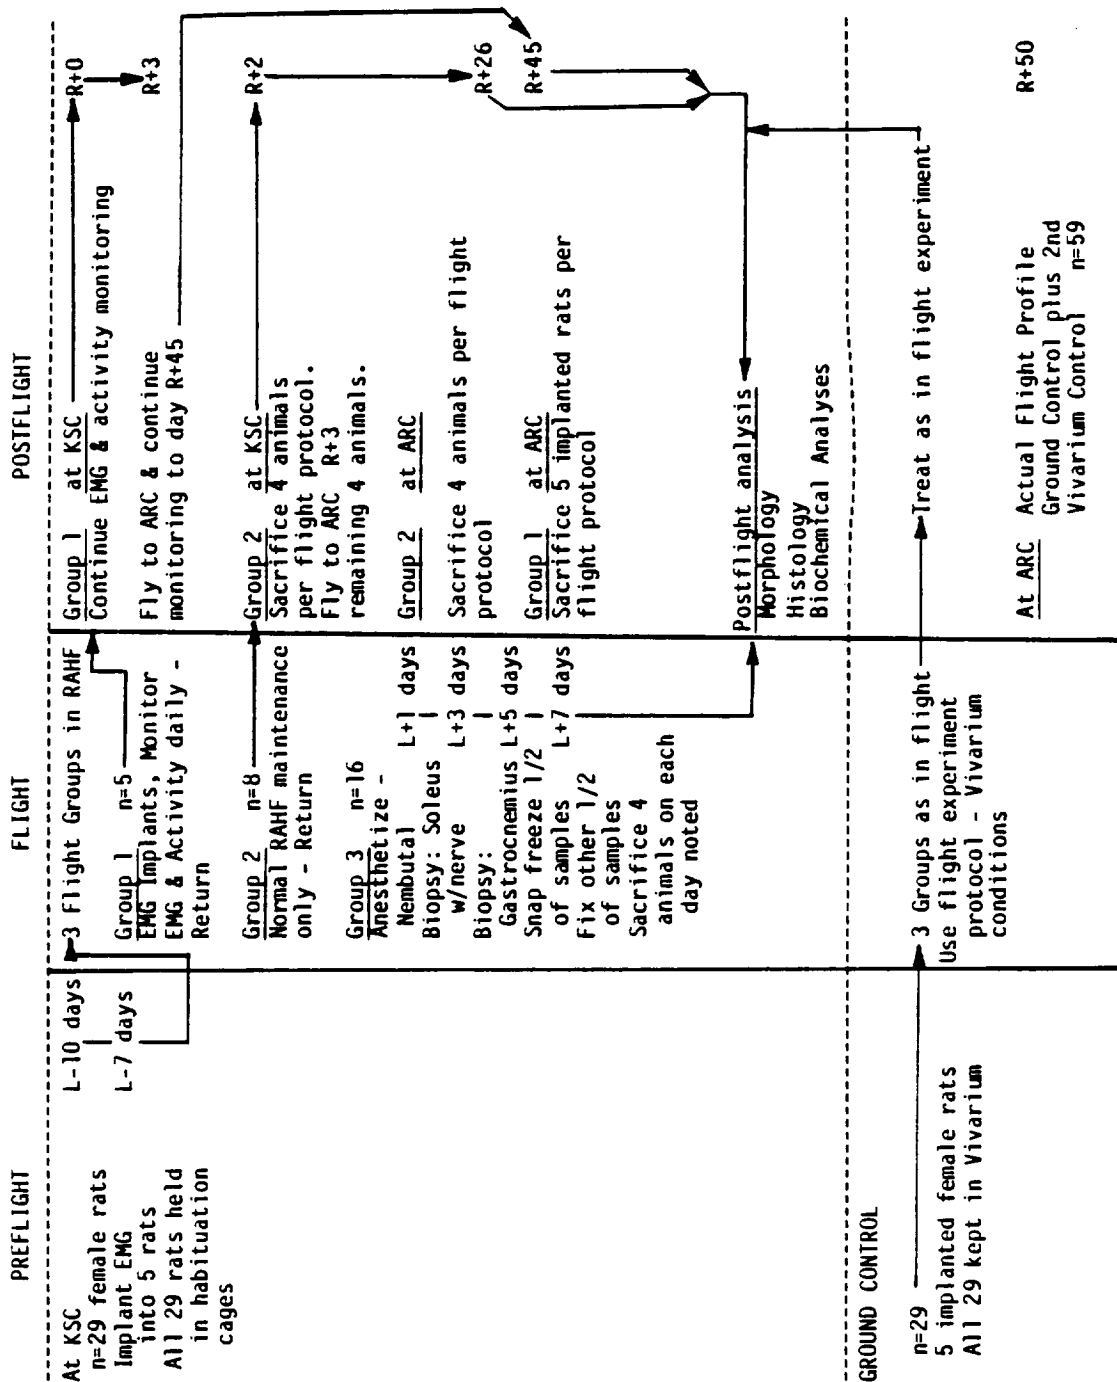 PREFLIGHT
FLIGHT
POSTFLIGHT
At KSC
n=29 female rats
Implant EMG
into 5 rats
All 29 rats held
in habituation
cages
L-10 days
L-7 days
3 Flight Groups in RAHF
Group 1 n=5
EMG Implants, Monitor
EMG & Activity daily -
Return
Group 2 n=8
Normal RAHF maintenance
only - Return
Group 3 n=16
Anesthetize -
Nembutal
Biopsy: Soleus
w/nerve
Biopsy:
Gastrocnemius
Snap freeze 1/2
of samples
Fix other 1/2
of samples
Sacrifice 4
animals on each
day noted
L+1 days
L+3 days
L+5 days
L+7 days
Group 1 at KSC
Continue EMG & activity monitoring
Fly to ARC & continue
monitoring to day R+45
Group 2 at KSC
Sacrifice 4 animals
per flight protocol.
Fly to ARC R+3
remaining 4 animals.
Group 2 at ARC
Sacrifice 4 animals per flight
protocol
Group 1 at ARC
Sacrifice 5 implanted rats per
flight protocol
Postflight analysis
Morphology
Histology
Biochemical Analyses
R+0
R+3
R+2
R+26
R+45
GROUND CONTROL
n=29
5 implanted female rats
All 29 kept in Vivarium
3 Groups as in flight
Use flight experiment
protocol - Vivarium
conditions
Treat as in flight experiment
At ARC Actual Flight Profile
Ground Control plus 2nd
Vivarium Control n=59
R+50